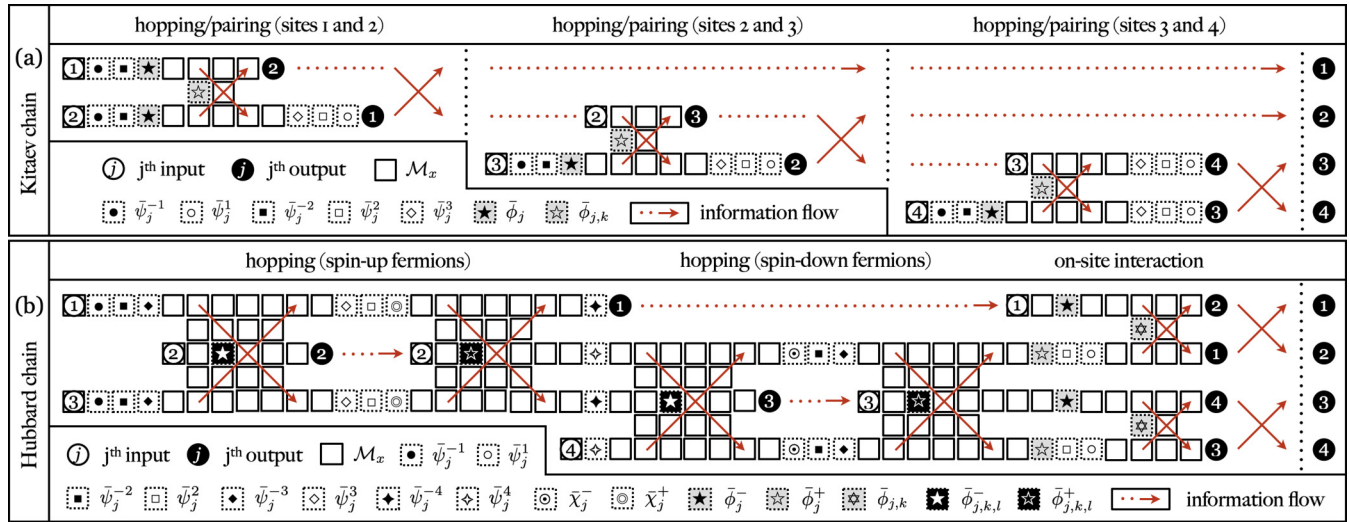 hopping/pairing (sites 1 and 2) hopping/pairing (sites 2 and 3) hopping/pairing (sites 3 and 4)
(a)
Kitaev chain
1 2 1
2 1 2 3 2
3 2 3 4 3
4 3 4
j jth input j jth output ℳₓ
ψ̄ⱼ⁻¹ ψ̄ⱼ¹ ψ̄ⱼ⁻² ψ̄ⱼ² ψ̄ⱼ³ φ̄ⱼ φ̄ⱼ,ₖ information flow
(b)
Hubbard chain
hopping (spin-up fermions) hopping (spin-down fermions) on-site interaction
1 1 1 2 1
2 2 2 1 2
3 3 3 4 3
4 3 4
j jth input j jth output ℳₓ ψ̄ⱼ⁻¹ ψ̄ⱼ¹
ψ̄ⱼ⁻² ψ̄ⱼ² ψ̄ⱼ⁻³ ψ̄ⱼ³ ψ̄ⱼ⁻⁴ ψ̄ⱼ⁴ χ̄ⱼ⁻ χ̄ⱼ⁺ φ̄ⱼ⁻ φ̄ⱼ⁺ φ̄ⱼ,ₖ φ̄ⱼ,ₖ,ₗ⁻ φ̄ⱼ,ₖ,ₗ⁺ information flow